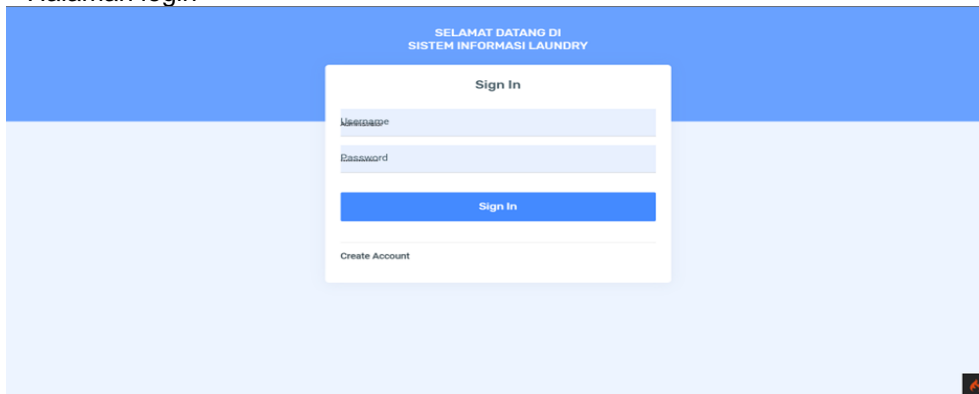 Halaman login
SELAMAT DATANG DI
SISTEM INFORMASI LAUNDRY
Sign In
Username
Password
Sign In
Create Account